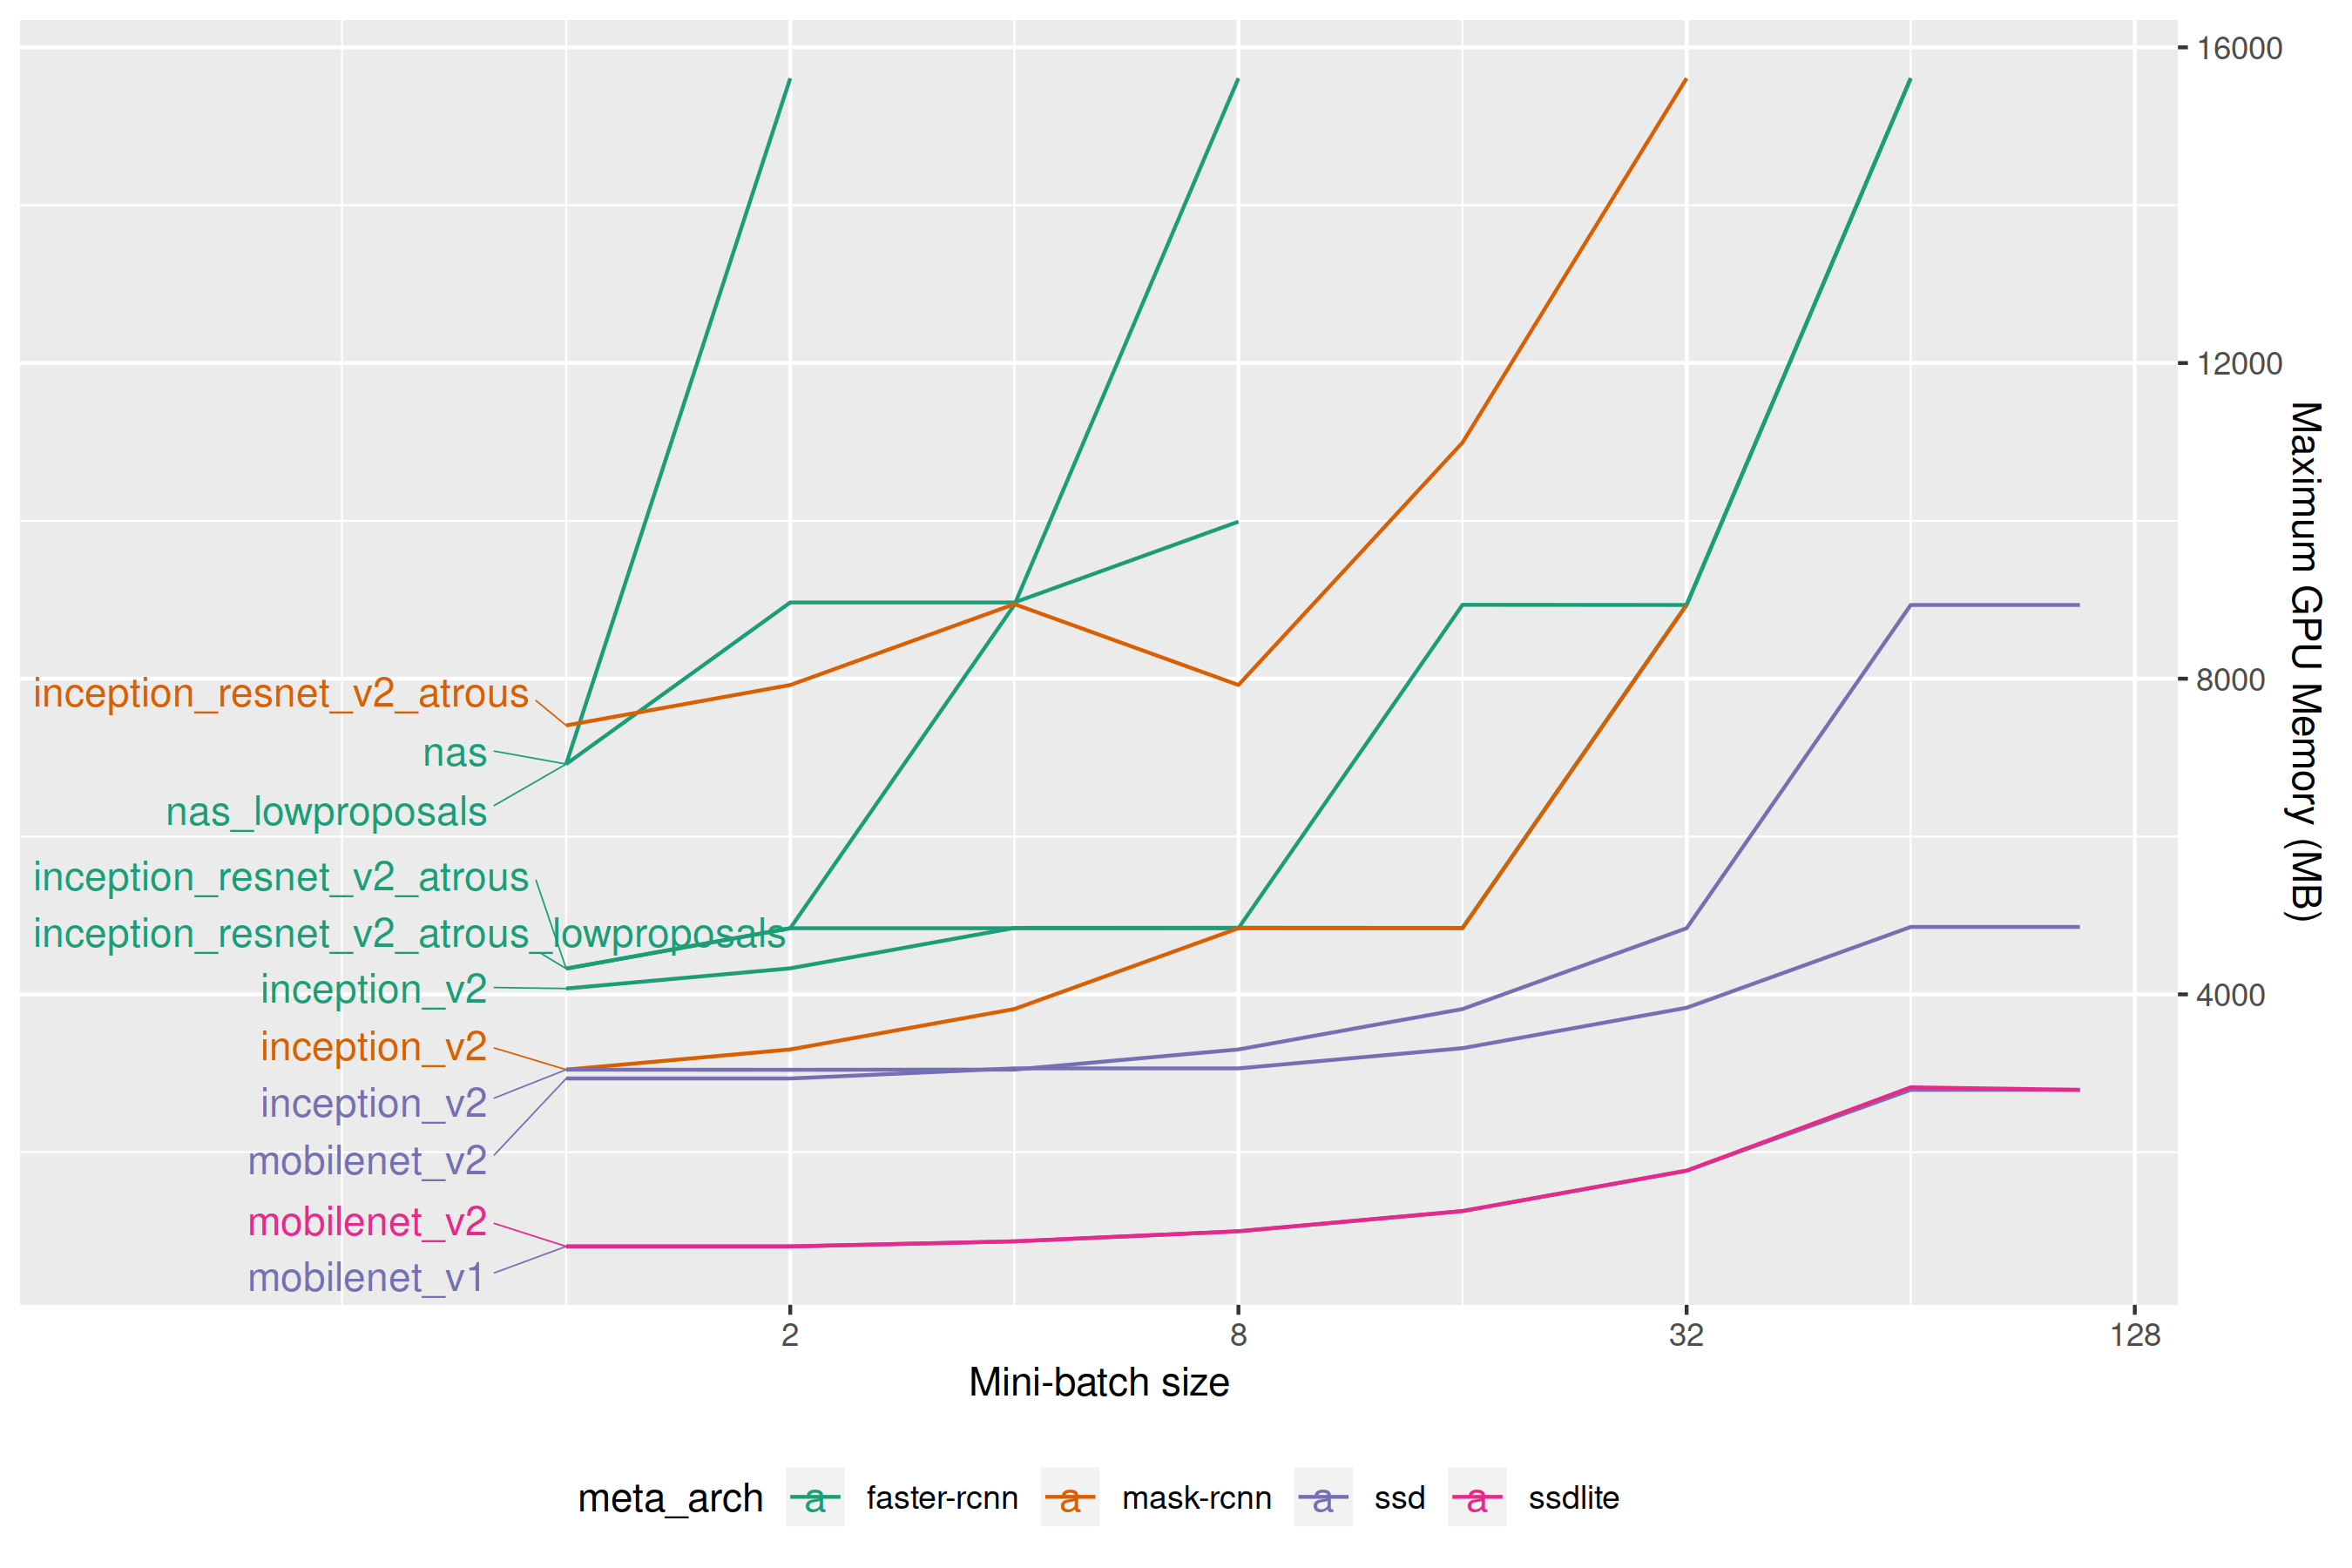 16000
12000
8000
4000
Maximum GPU Memory (MB)
inception_resnet_v2_atrous
nas
nas_lowproposals
inception_resnet_v2_atrous
inception_resnet_v2_atrous_lowproposals
inception_v2
inception_v2
inception_v2
mobilenet_v2
mobilenet_v2
mobilenet_v1
2 8 32 128
Mini-batch size
meta_arch a faster-rcnn a mask-rcnn a ssd a ssdlite